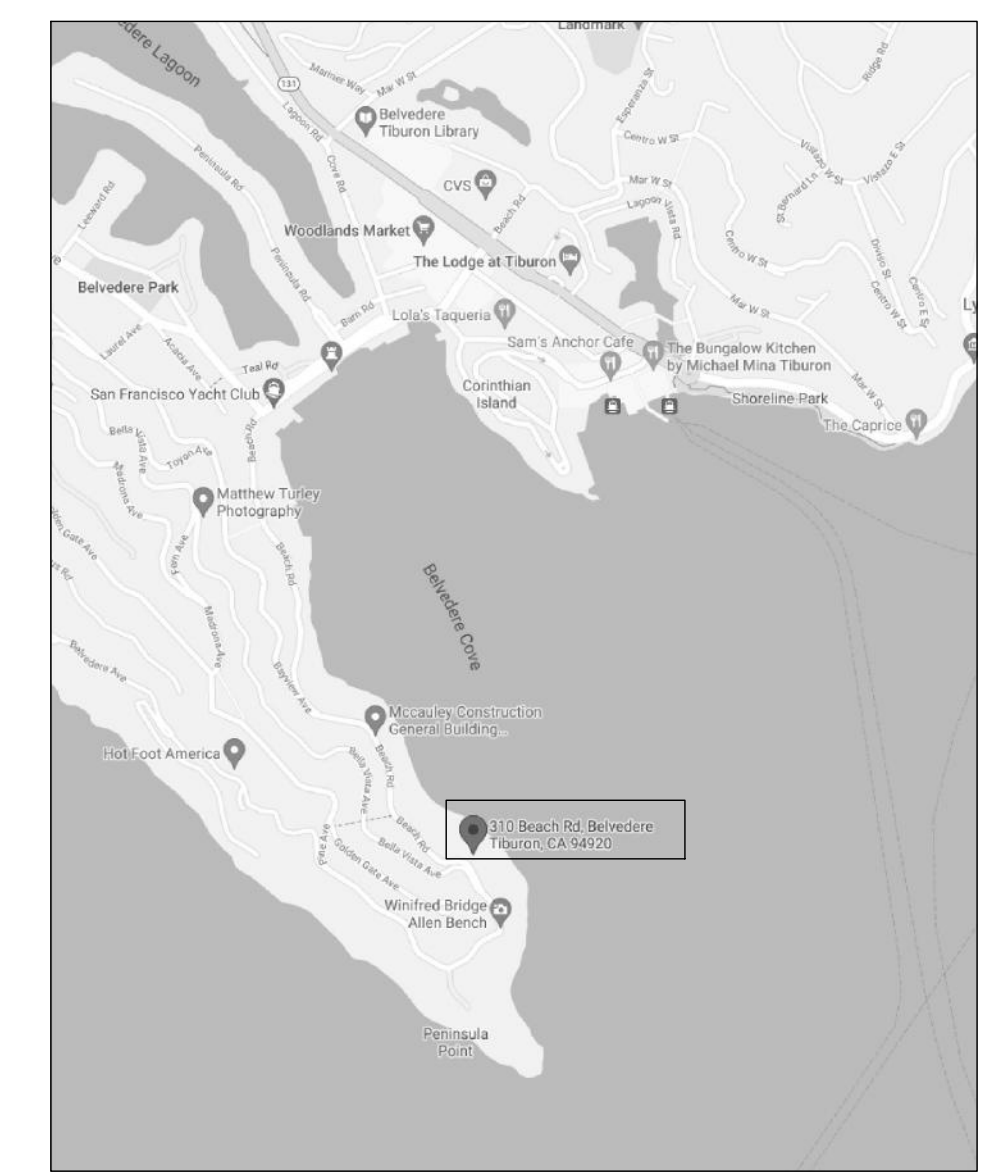 Landmark
Belvedere Lagoon
Ridge Rd
Mariner Way
Mar W St
131
Esperanza St
Lagoon Rd
Belvedere
Tiburon Library
Centro W St
Vistazo W St
Vistazo E St
Peninsula Rd
Cove Rd
CVS
Mar W St
St Bernard Ln
Leeward Rd
Beach Rd
Lagoon Vista Rd
Woodlands Market
Centro W St
Diviso St
The Lodge at Tiburon
Peninsula Rd
Belvedere Park
Centro W St
Centro E St
Mar W St
Ly
Barn Rd
Lola's Taqueria
Laurel Ave
Acacia Ave
Sam's Anchor Cafe
The Bungalow Kitchen
by Michael Mina Tiburon
Teal Rd
Mar W St
San Francisco Yacht Club
Corinthian
Island
Shoreline Park
The Caprice
Beach Rd
Bella Vista Ave
Toyon Ave
Madrona Ave
Matthew Turley
Photography
Golden Gate Ave
Fern Ave
Beach Rd
Belvedere Cove
Madrona Ave
Belvedere Ave
Bayview Ave
Mccauley Construction
General Building...
Hot Foot America
Bella Vista Ave
Beach Rd
310 Beach Rd, Belvedere
Tiburon, CA 94920
Pine Ave
Beach Rd
Golden Gate Ave
Bella Vista Ave
Winifred Bridge
Allen Bench
Peninsula
Point